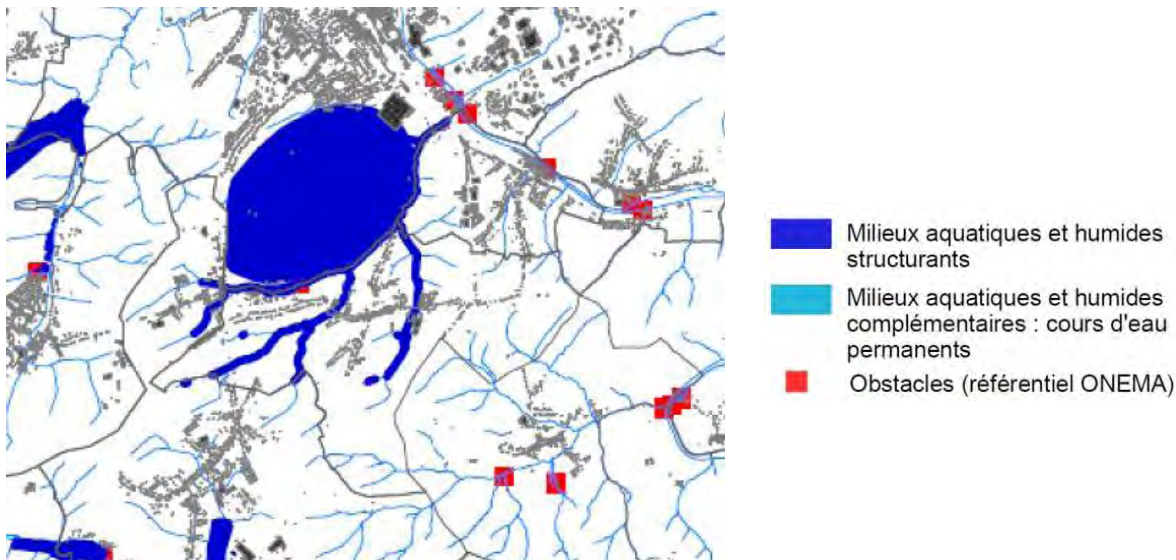 Milieux aquatiques et humides
structurants
Milieux aquatiques et humides
complémentaires : cours d'eau
permanents
Obstacles (référentiel ONEMA)